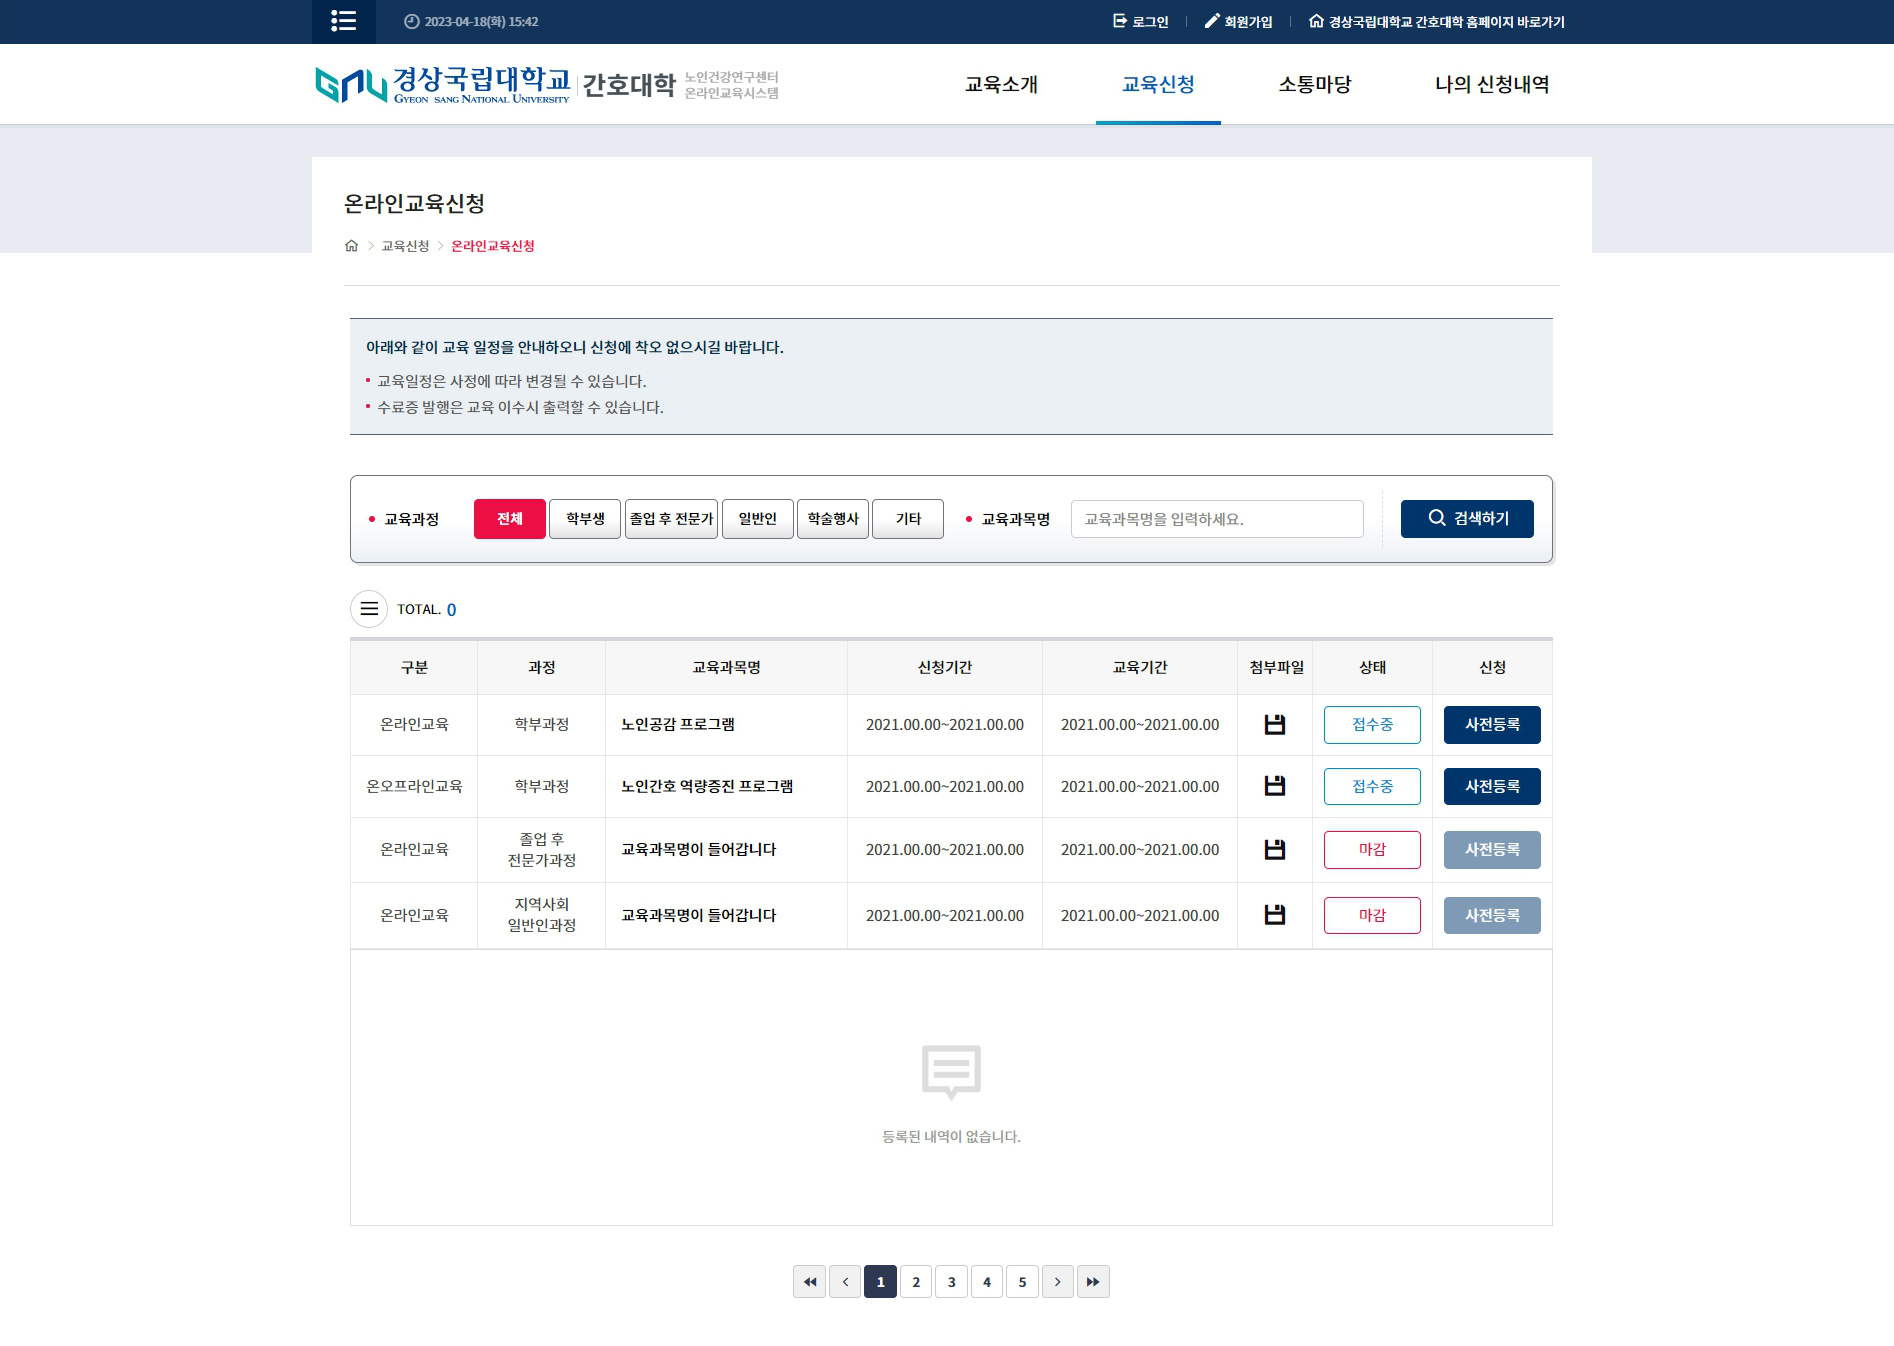 2023-04-18(화) 15:42
로그인
회원가입
경상국립대학교 간호대학 홈페이지 바로가기
GNU 경상국립대학교
GYEONGSANG NATIONAL UNIVERSITY
간호대학
노인건강연구센터
온라인교육시스템
교육소개
교육신청
소통마당
나의 신청내역
온라인교육신청
교육신청
온라인교육신청
아래와 같이 교육 일정을 안내하오니 신청에 착오 없으시길 바랍니다.
교육일정은 사정에 따라 변경될 수 있습니다.
수료증 발행은 교육 이수시 출력할 수 있습니다.
교육과정 전체 학부생 졸업 후 전문가 일반인 학술행사 기타 교육과목명 교육과목명을 입력하세요. 검색하기
TOTAL. 0
구분 과정 교육과목명 신청기간 교육기간 첨부파일 상태 신청
온라인교육 학부과정 노인공감 프로그램 2021.00.00~2021.00.00 2021.00.00~2021.00.00 접수중 사전등록
온오프라인교육 학부과정 노인간호 역량증진 프로그램 2021.00.00~2021.00.00 2021.00.00~2021.00.00 접수중 사전등록
온라인교육
졸업 후
전문가과정
교육과목명이 들어갑니다 2021.00.00~2021.00.00 2021.00.00~2021.00.00 마감 사전등록
온라인교육
지역사회
일반인과정
교육과목명이 들어갑니다 2021.00.00~2021.00.00 2021.00.00~2021.00.00 마감 사전등록
등록된 내역이 없습니다.
1 2 3 4 5